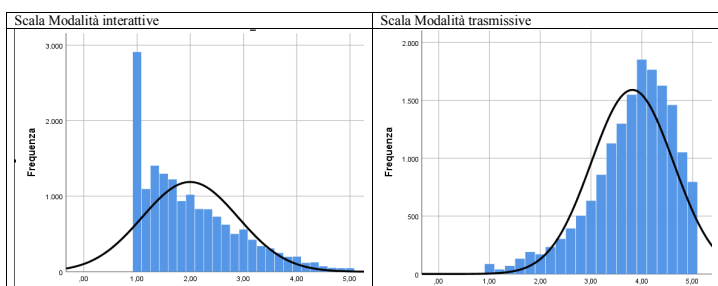 Scala Modalità interattive
3.000
2.000
1.000
0
Frequenza
,00 1,00 2,00 3,00 4,00 5,00
Scala Modalità trasmissive
2.000
1.500
1.000
500
0
Frequenza
,00 1,00 2,00 3,00 4,00 5,00